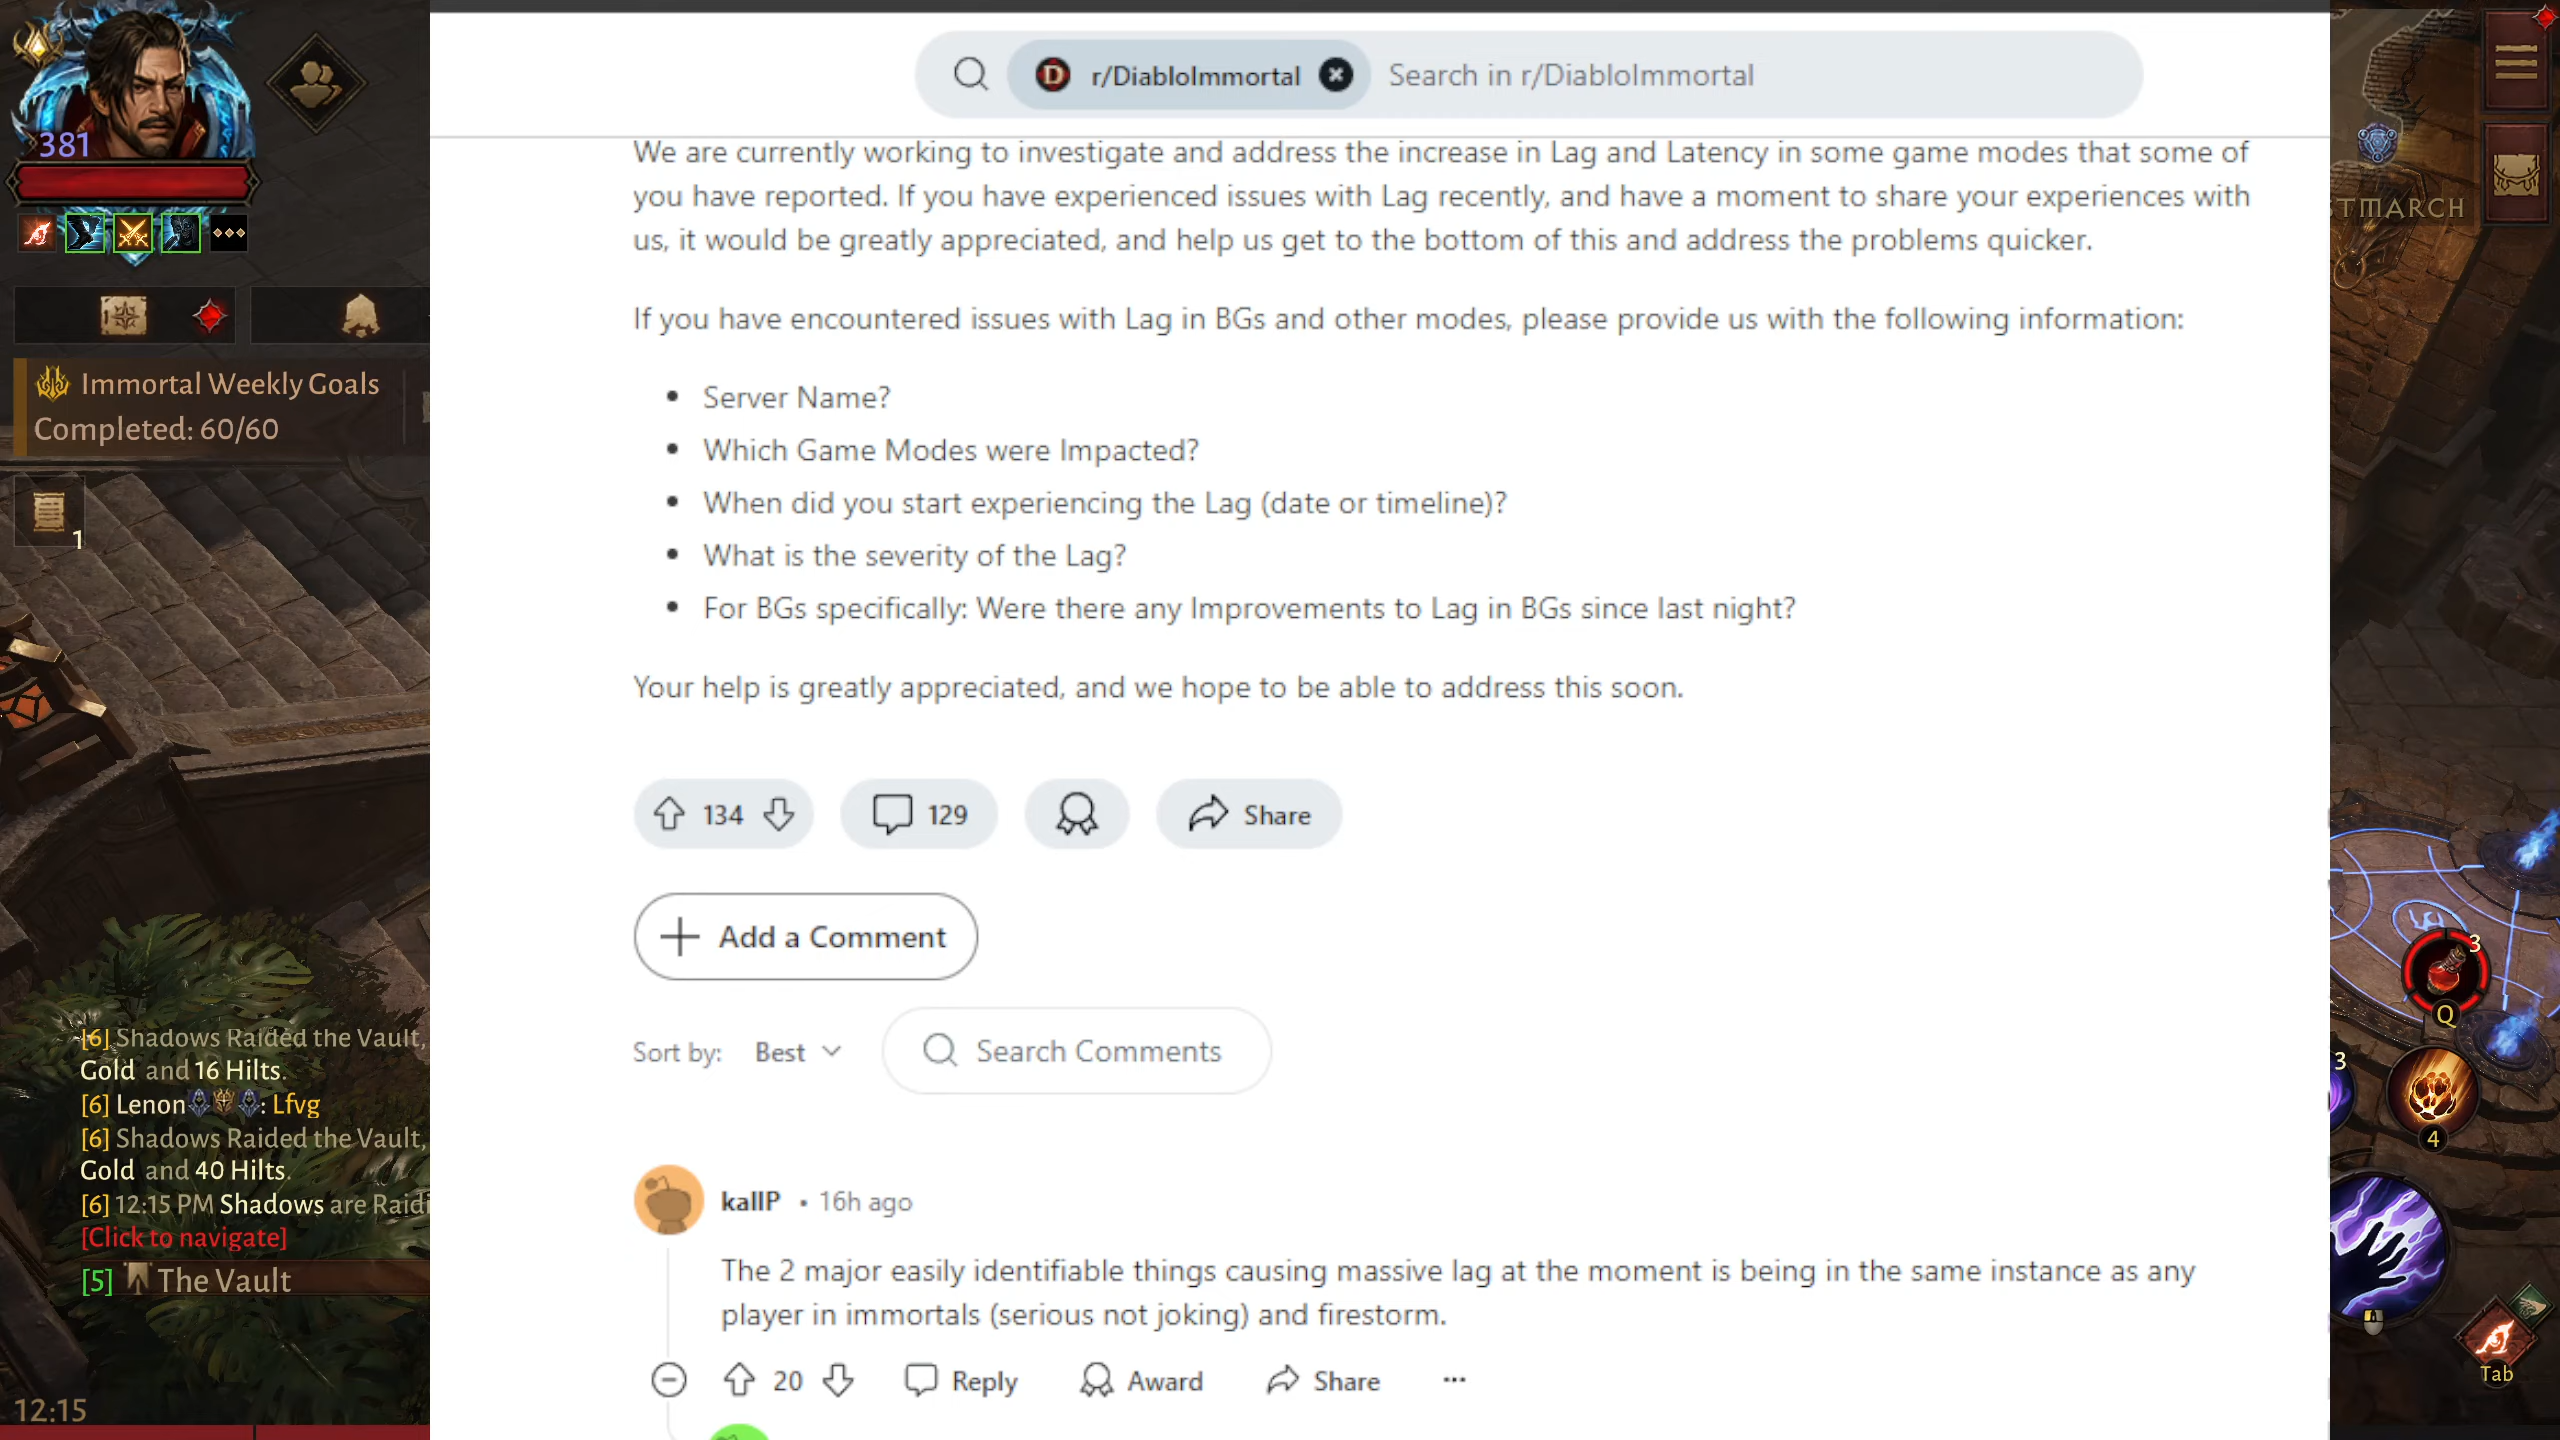 381
Immortal Weekly Goals
Completed: 60/60
1
[6] Shadows Raided the Vault,
Gold and 16 Hilts.
[6] Lenon: Lfvg
[6] Shadows Raided the Vault,
Gold and 40 Hilts.
[6] 12:15 PM Shadows are Raidi
[Click to navigate]
[5] The Vault
12:15
r/DiabloImmortal Search in r/DiabloImmortal
We are currently working to investigate and address the increase in Lag and Latency in some game modes that some of
you have reported. If you have experienced issues with Lag recently, and have a moment to share your experiences with
us, it would be greatly appreciated, and help us get to the bottom of this and address the problems quicker.
If you have encountered issues with Lag in BGs and other modes, please provide us with the following information:
• Server Name?
• Which Game Modes were Impacted?
• When did you start experiencing the Lag (date or timeline)?
• What is the severity of the Lag?
• For BGs specifically: Were there any Improvements to Lag in BGs since last night?
Your help is greatly appreciated, and we hope to be able to address this soon.
134 129 Share
Add a Comment
Sort by: Best Search Comments
kallP • 16h ago
The 2 major easily identifiable things causing massive lag at the moment is being in the same instance as any
player in immortals (serious not joking) and firestorm.
20 Reply Award Share ...
STMARCH
3
Q
3
4
Tab